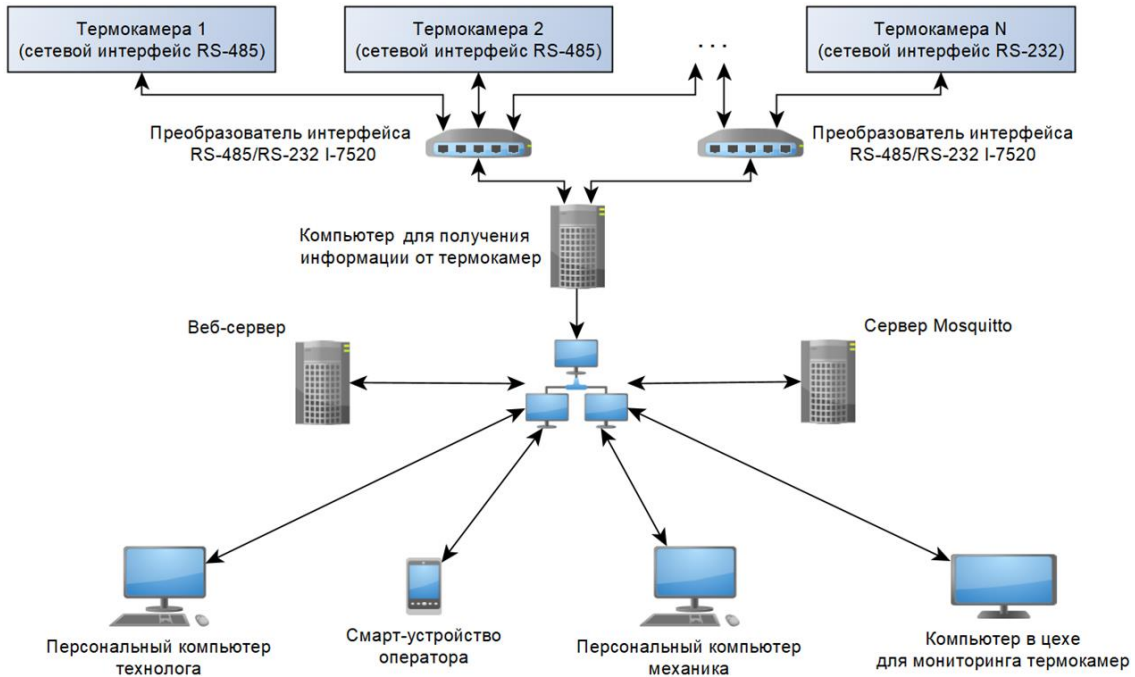 Термокамера 1
(сетевой интерфейс RS-485)
Термокамера 2
(сетевой интерфейс RS-485)
...
Термокамера N
(сетевой интерфейс RS-232)
Преобразователь интерфейса
RS-485/RS-232 I-7520
Преобразователь интерфейса
RS-485/RS-232 I-7520
Компьютер для получения
информации от термокамер
Веб-сервер
Сервер Mosquitto
Персональный компьютер
технолога
Смарт-устройство
оператора
Персональный компьютер
механика
Компьютер в цехе
для мониторинга термокамер